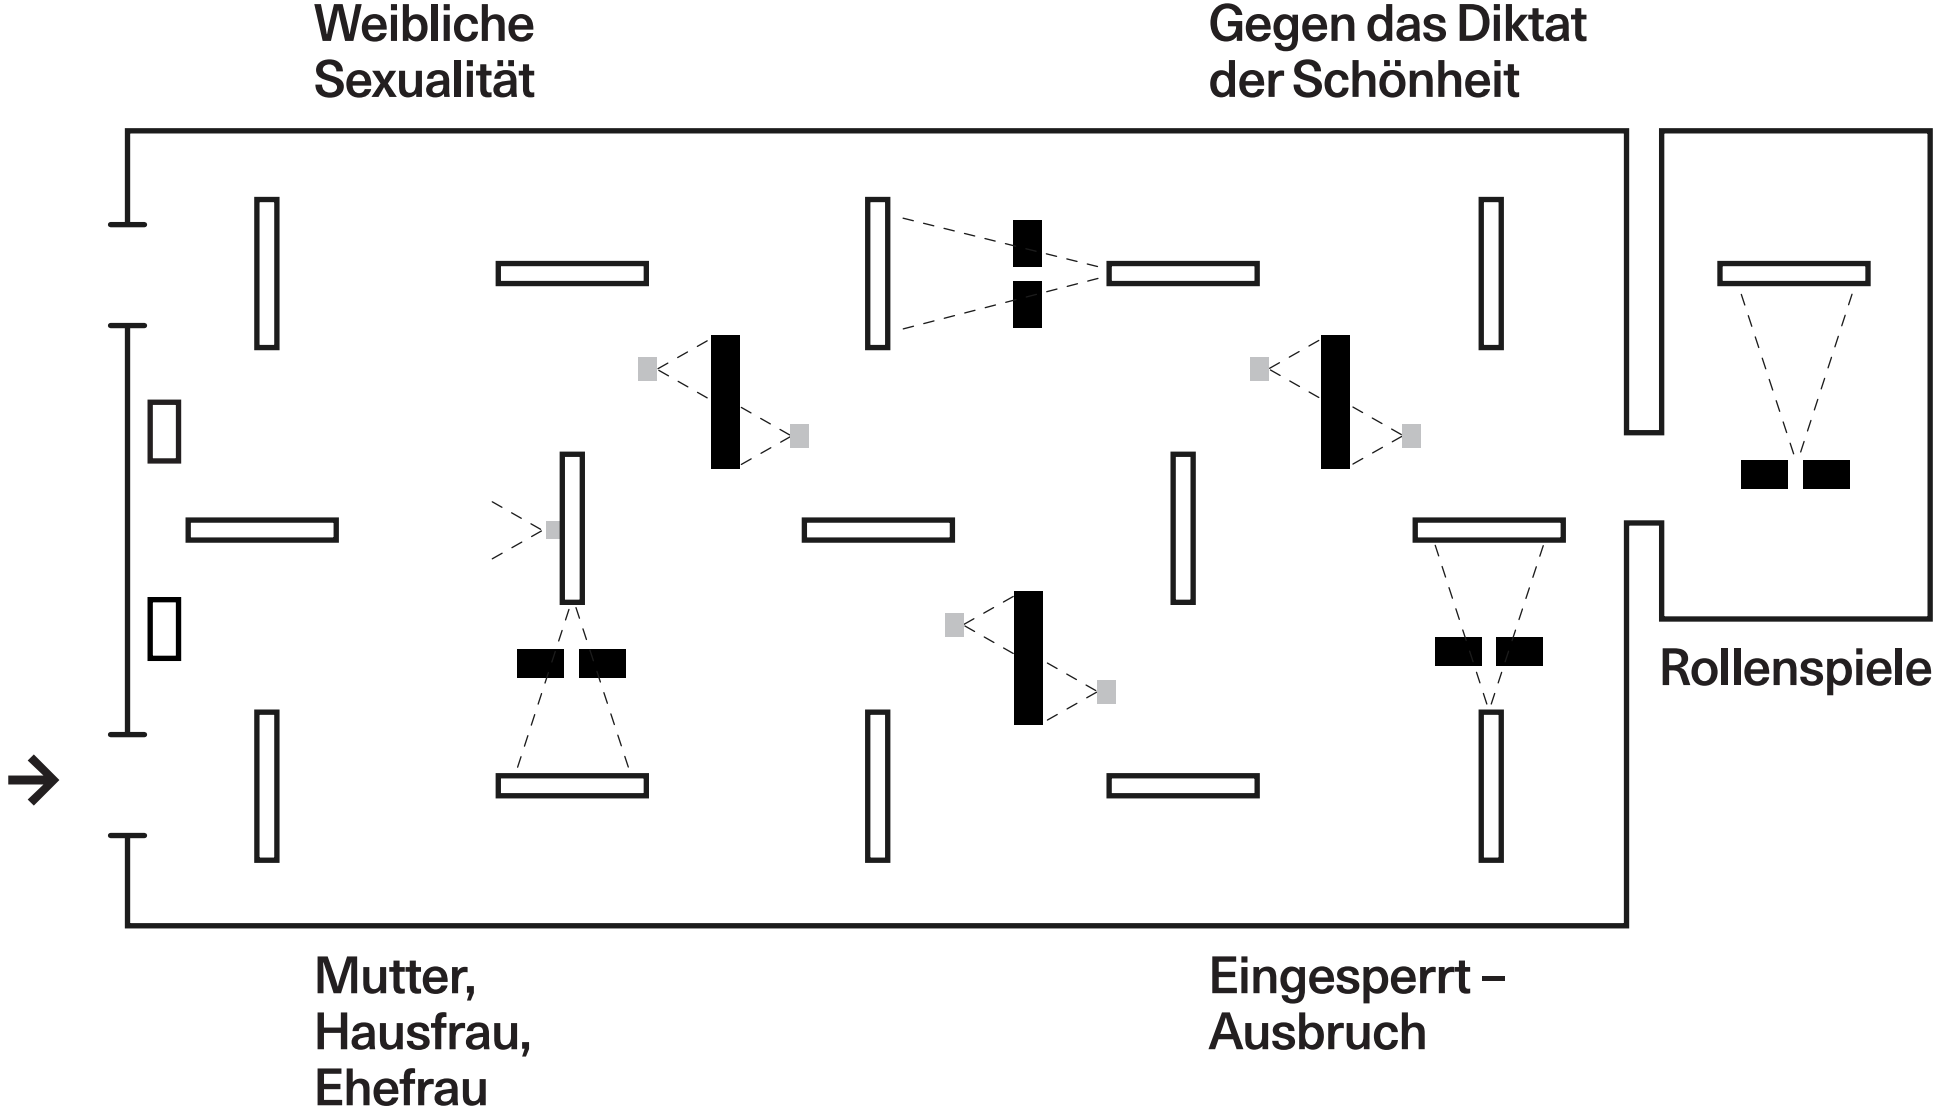 Weibliche
Sexualität
Gegen das Diktat
der Schönheit
Rollenspiele
Mutter,
Hausfrau,
Ehefrau
Eingesperrt –
Ausbruch